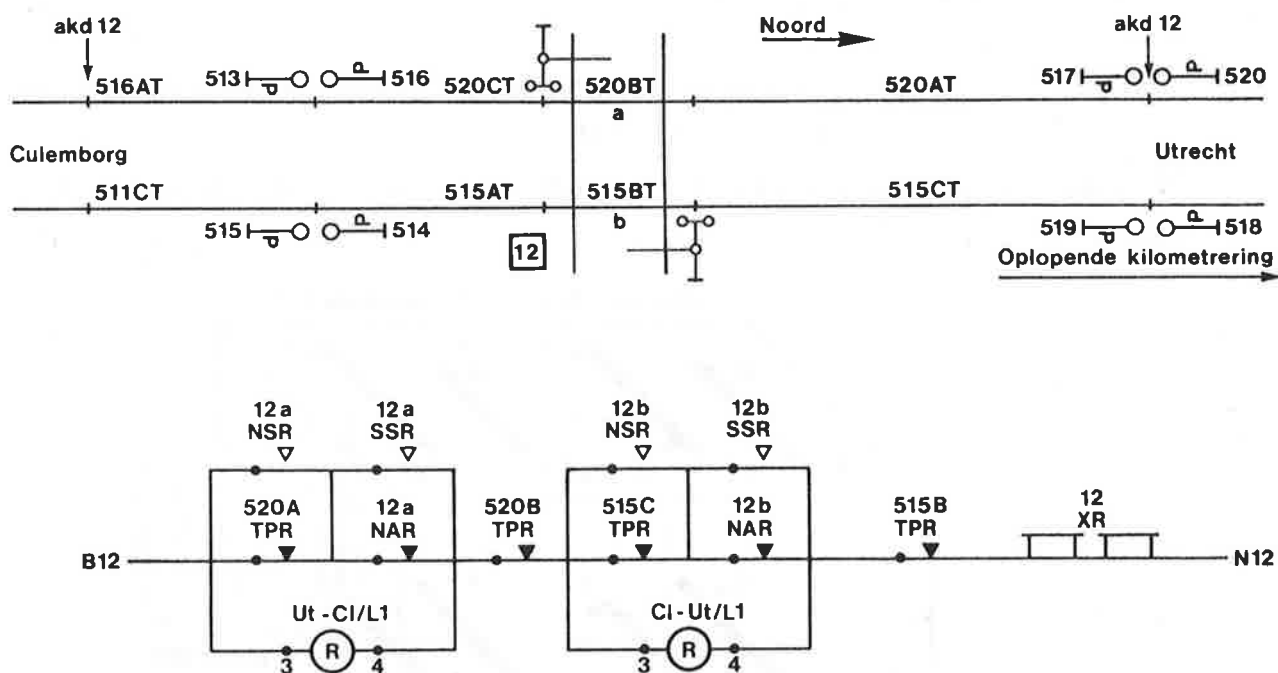 akd 12
Noord
akd 12
516AT
513
P
P
516
520CT
520BT
520AT
517
P
P
520
a
Culemborg
Utrecht
511CT
515AT
515BT
515CT
b
515
P
P
514
12
519
P
P
518
Oplopende kilometrering
12a
NSR
12a
SSR
12b
NSR
12b
SSR
520A
TPR
12a
NAR
520B
TPR
515C
TPR
12b
NAR
515B
TPR
12
XR
B12
N12
Ut-Cl/L1
Cl-Ut/L1
3
R
4
3
R
4